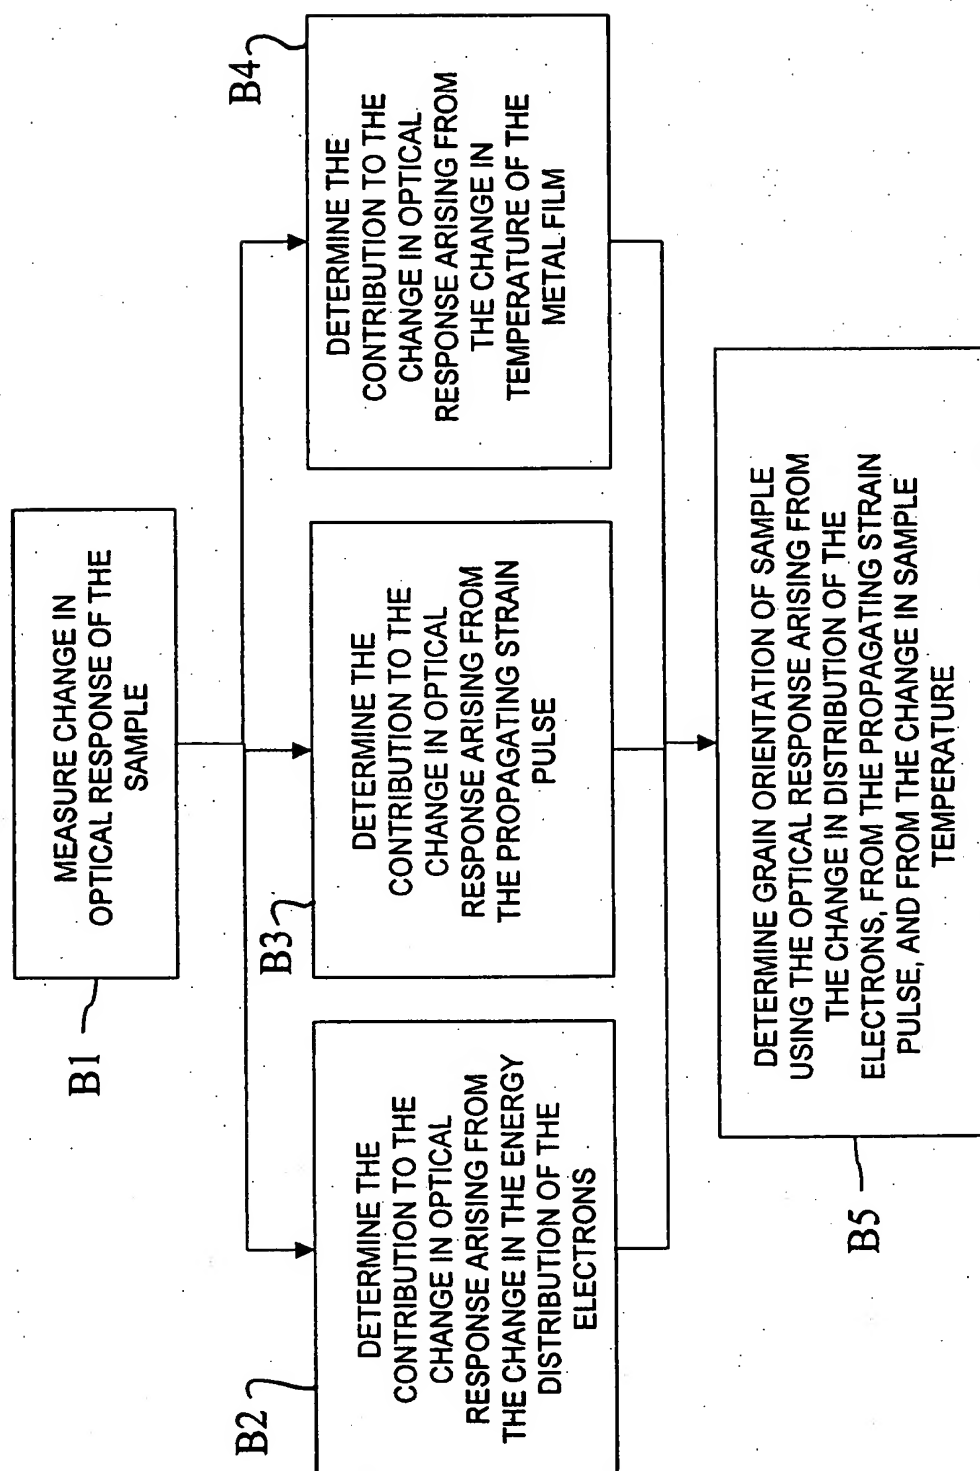 B1
MEASURE CHANGE IN
OPTICAL RESPONSE OF THE
SAMPLE
B2
DETERMINE THE
CONTRIBUTION TO THE
CHANGE IN OPTICAL
RESPONSE ARISING FROM
THE CHANGE IN THE ENERGY
DISTRIBUTION OF THE
ELECTRONS
B3
DETERMINE THE
CONTRIBUTION TO THE
CHANGE IN OPTICAL
RESPONSE ARISING FROM
THE PROPAGATING STRAIN
PULSE
B4
DETERMINE THE
CONTRIBUTION TO THE
CHANGE IN OPTICAL
RESPONSE ARISING FROM
THE CHANGE IN
TEMPERATURE OF THE
METAL FILM
B5
DETERMINE GRAIN ORIENTATION OF SAMPLE
USING THE OPTICAL RESPONSE ARISING FROM
THE CHANGE IN DISTRIBUTION OF THE
ELECTRONS, FROM THE PROPAGATING STRAIN
PULSE, AND FROM THE CHANGE IN SAMPLE
TEMPERATURE